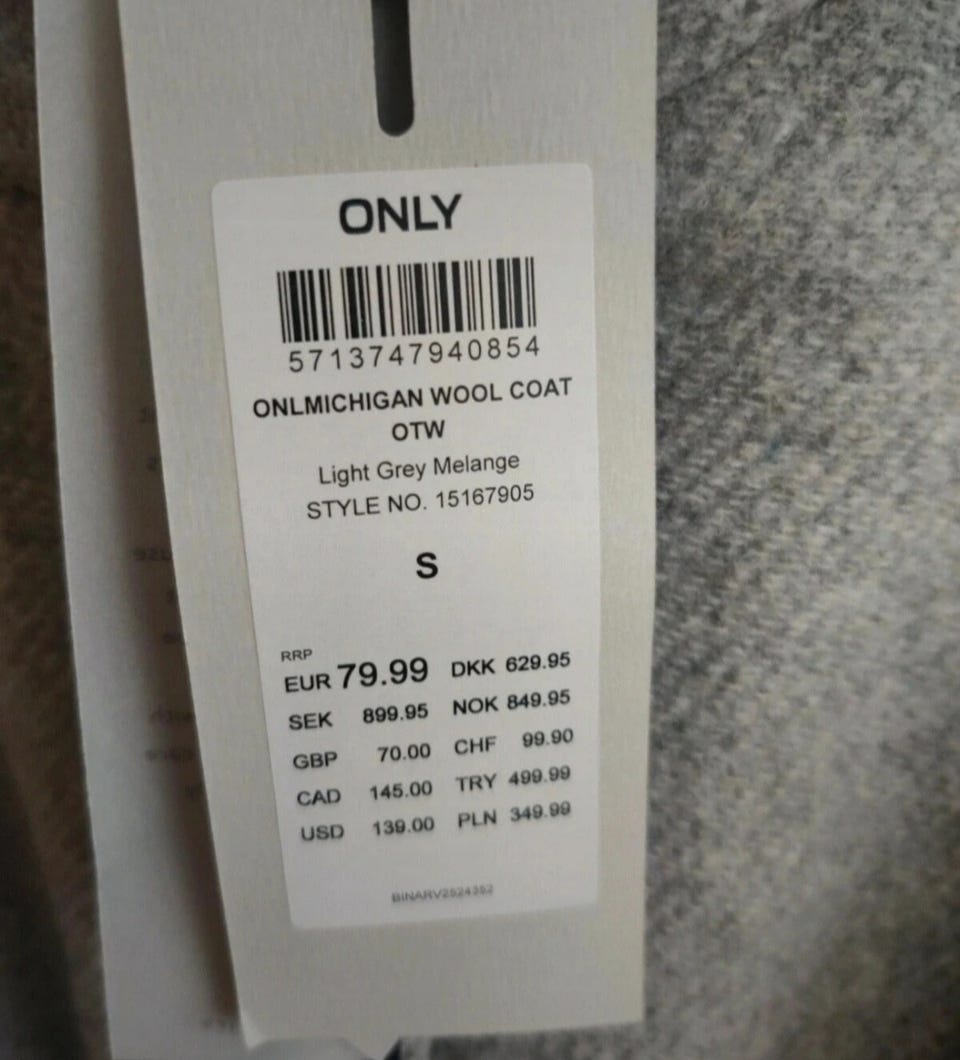 ONLY
5713747940854
ONLMICHIGAN WOOL COAT
OTW
Light Grey Melange
STYLE NO. 15167905
S
RRP
EUR 79.99 DKK 629.95
SEK 899.95 NOK 849.95
GBP 70.00 CHF 99.90
CAD 145.00 TRY 499.99
USD 139.00 PLN 349.99